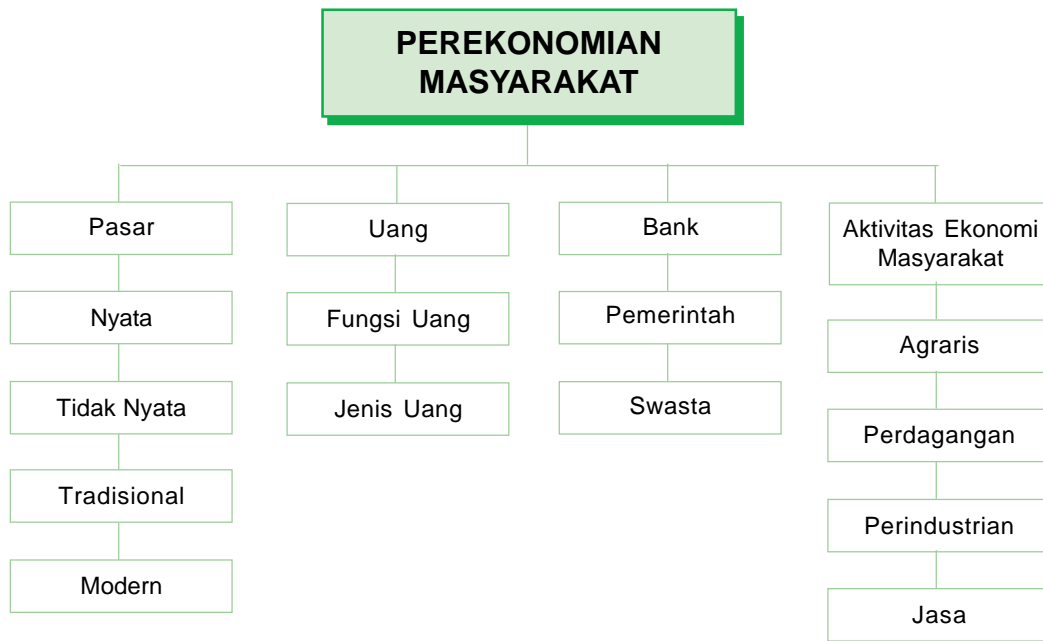 PEREKONOMIAN
MASYARAKAT
Pasar
Nyata
Tidak Nyata
Tradisional
Modern
Uang
Fungsi Uang
Jenis Uang
Bank
Pemerintah
Swasta
Aktivitas Ekonomi
Masyarakat
Agraris
Perdagangan
Perindustrian
Jasa